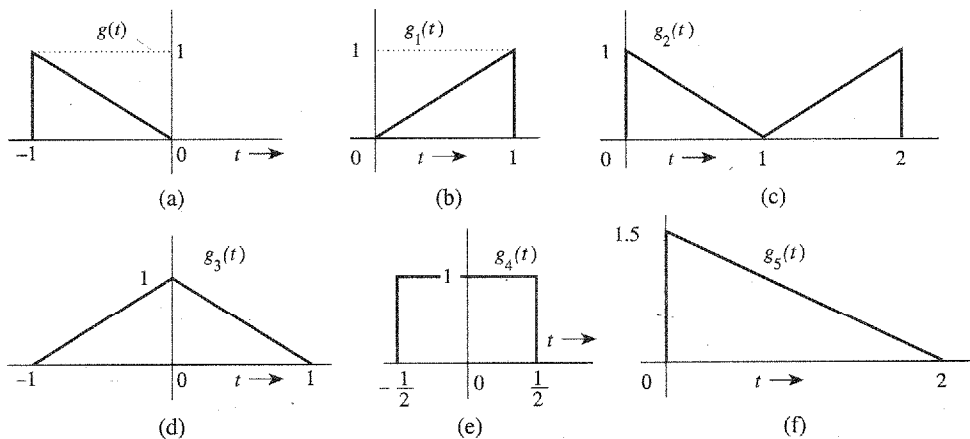 g(t)
1
-1
0
t →
(a)
g₁(t)
1
0
t →
1
(b)
g₂(t)
1
0
t →
1
2
(c)
g₃(t)
1
-1
0
t →
1
(d)
g₄(t)
1
t →
-1/2
0
1/2
(e)
1.5
g₅(t)
0
t →
2
(f)